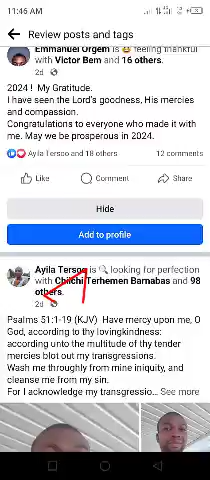 11:46 AM
Review posts and tags
Emmanuel Orgem is 😄 feeling thankful
with Victor Bem and 16 others.
2d
2024 ! My Gratitude.
I have seen the Lord's goodness, His mercies
and compassion.
Congratulations to everyone who made it with
me. May we be prosperous in 2024.
Ayila Tersoo and 18 others
12 comments
Like
Comment
Share
Hide
Add to profile
Ayila Tersoo is 🔍 looking for perfection
with Chichi Terhemen Barnabas and 98
others.
2d
Psalms 51:1-19 (KJV) Have mercy upon me, O
God, according to thy lovingkindness:
according unto the multitude of thy tender
mercies blot out my transgressions.
Wash me throughly from mine iniquity, and
cleanse me from my sin.
For I acknowledge my transgressio... See more